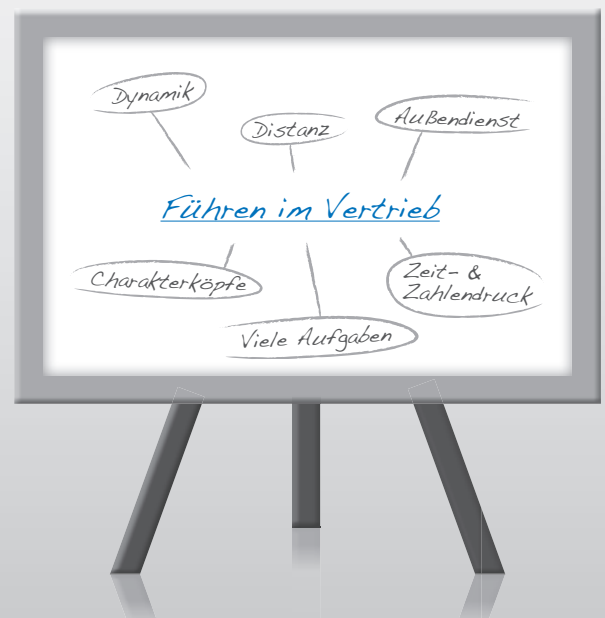 Dynamik
Distanz
Außendienst
Führen im Vertrieb
Charakterköpfe
Zeit- &
Zahlendruck
Viele Aufgaben